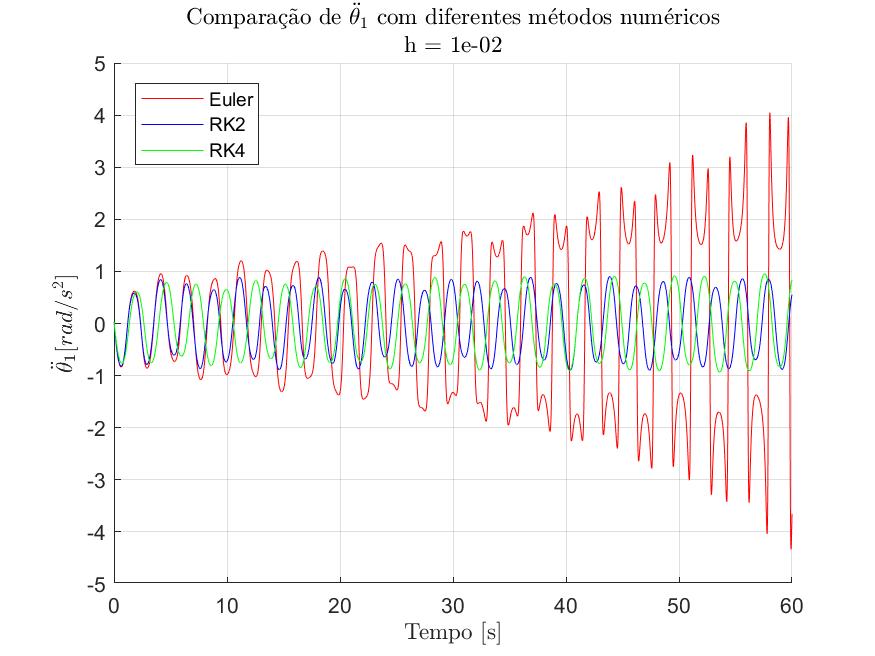 Comparação de θ̈₁ com diferentes métodos numéricos
h = 1e-02
5
4
3
2
1
0
-1
-2
-3
-4
-5
Euler
RK2
RK4
θ̈₁[rad/s²]
0 10 20 30 40 50 60
Tempo [s]